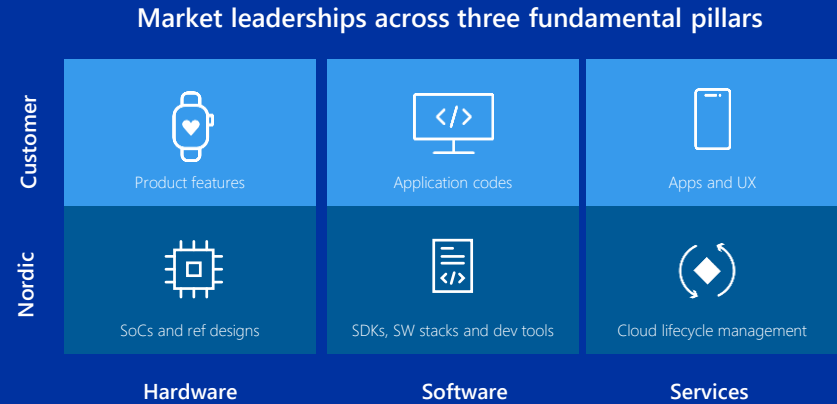 Market leaderships across three fundamental pillars
Customer
Product features
</>
Application codes
Apps and UX
Nordic
SoCs and ref designs
</>
SDKs, SW stacks and dev tools
Cloud lifecycle management
Hardware
Software
Services